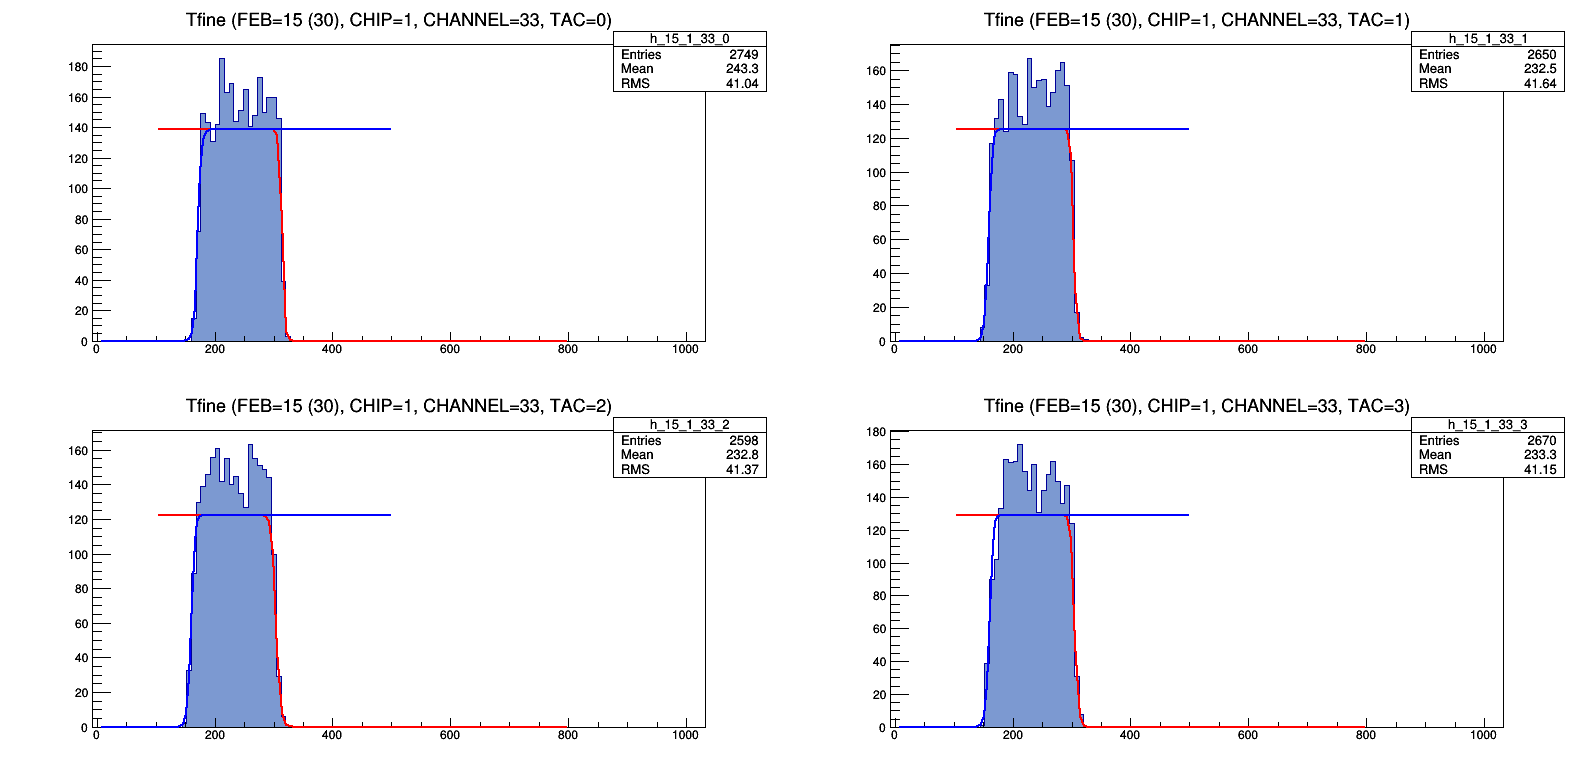 Tfine (FEB=15 (30), CHIP=1, CHANNEL=33, TAC=0)
h_15_1_33_0
Entries 2749
Mean 243.3
RMS 41.04
180
160
140
120
100
80
60
40
20
0
0 200 400 600 800 1000
Tfine (FEB=15 (30), CHIP=1, CHANNEL=33, TAC=1)
h_15_1_33_1
Entries 2650
Mean 232.5
RMS 41.64
160
140
120
100
80
60
40
20
0
0 200 400 600 800 1000
Tfine (FEB=15 (30), CHIP=1, CHANNEL=33, TAC=2)
h_15_1_33_2
Entries 2598
Mean 232.8
RMS 41.37
160
140
120
100
80
60
40
20
0
0 200 400 600 800 1000
Tfine (FEB=15 (30), CHIP=1, CHANNEL=33, TAC=3)
h_15_1_33_3
Entries 2670
Mean 233.3
RMS 41.15
180
160
140
120
100
80
60
40
20
0
0 200 400 600 800 1000